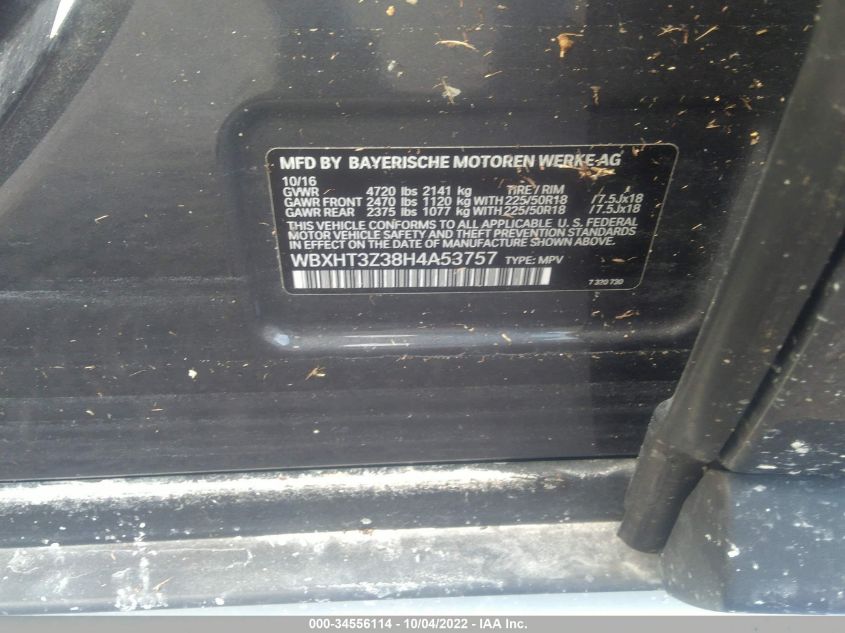 MFD BY BAYERISCHE MOTOREN WERKE AG
10/16
GVWR 4720 lbs 2141 kg TIRE / RIM
GAWR FRONT 2470 lbs 1120 kg WITH 225/50R18 /7.5Jx18
GAWR REAR 2375 lbs 1077 kg WITH 225/50R18 /7.5Jx18
THIS VEHICLE CONFORMS TO ALL APPLICABLE U.S. FEDERAL
MOTOR VEHICLE SAFETY AND THEFT PREVENTION STANDARDS
IN EFFECT ON THE DATE OF MANUFACTURE SHOWN ABOVE.
WBXHT3Z38H4A53757 TYPE: MPV
7 320 730
000-34556114 - 10/04/2022 - IAA Inc.